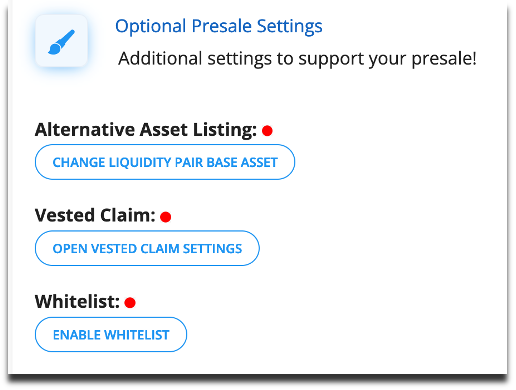 Optional Presale Settings
Additional settings to support your presale!
Alternative Asset Listing:
CHANGE LIQUIDITY PAIR BASE ASSET
Vested Claim:
OPEN VESTED CLAIM SETTINGS
Whitelist:
ENABLE WHITELIST